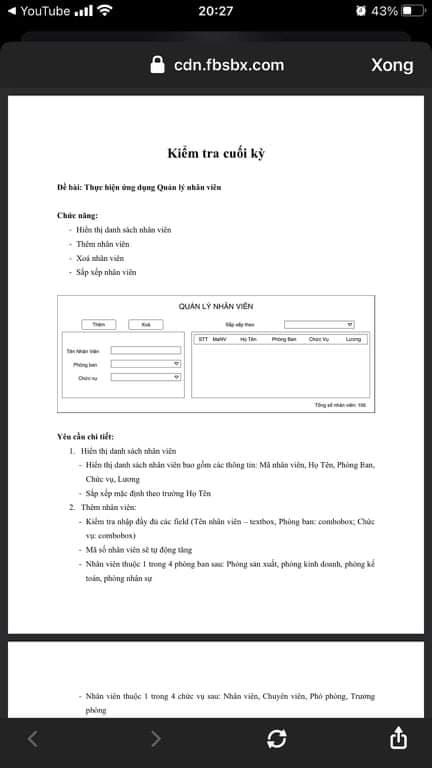 YouTube
20:27
43%
cdn.fbsbx.com
Xong
Kiểm tra cuối kỳ
Đề bài: Thực hiện ứng dụng Quản lý nhân viên
Chức năng:
- Hiển thị danh sách nhân viên
- Thêm nhân viên
- Xoá nhân viên
- Sắp xếp nhân viên
QUẢN LÝ NHÂN VIÊN
Thêm
Xoá
Sắp xếp theo
STT MaNV Họ Tên Phòng Ban Chức Vụ Lương
Tên Nhân Viên
Phòng ban
Chức vụ
Tổng số nhân viên: 100
Yêu cầu chi tiết:
1. Hiển thị danh sách nhân viên
- Hiển thị danh sách nhân viên bao gồm các thông tin: Mã nhân viên, Họ Tên, Phòng Ban,
Chức vụ, Lương
- Sắp xếp mặc định theo trường Họ Tên
2. Thêm nhân viên:
- Kiểm tra nhập đầy đủ các field (Tên nhân viên – textbox, Phòng ban: combobox; Chức
vụ: combobox)
- Mã số nhân viên sẽ tự động tăng
- Nhân viên thuộc 1 trong 4 phòng ban sau: Phòng sản xuất, phòng kinh doanh, phòng kế
toán, phòng nhân sự
- Nhân viên thuộc 1 trong 4 chức vụ sau: Nhân viên, Chuyên viên, Phó phòng, Trưởng
phòng